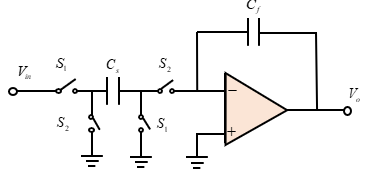 C_f
V_in
S_1
C_s
S_2
S_2
S_1
−
+
V_o